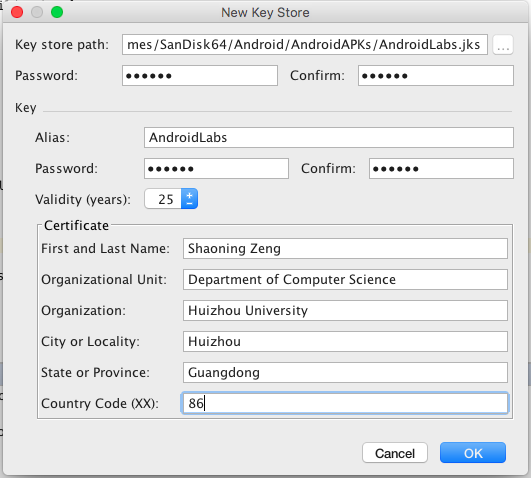 New Key Store
Key store path: mes/SanDisk64/Android/AndroidAPKs/AndroidLabs.jks ...
Password: •••••• Confirm: ••••••
Key
Alias: AndroidLabs
Password: •••••• Confirm: ••••••
Validity (years): 25
Certificate
First and Last Name: Shaoning Zeng
Organizational Unit: Department of Computer Science
Organization: Huizhou University
City or Locality: Huizhou
State or Province: Guangdong
Country Code (XX): 86
Cancel OK